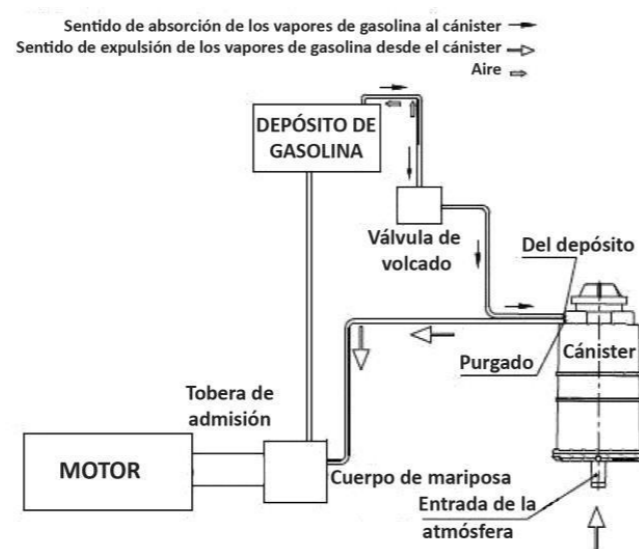 Sentido de absorción de los vapores de gasolina al cánister
Sentido de expulsión de los vapores de gasolina desde el cánister
Aire
DEPÓSITO DE
GASOLINA
Válvula de
volcado
Del depósito
Cánister
Purgado
Tobera de
admisión
MOTOR
Cuerpo de mariposa
Entrada de la
atmósfera